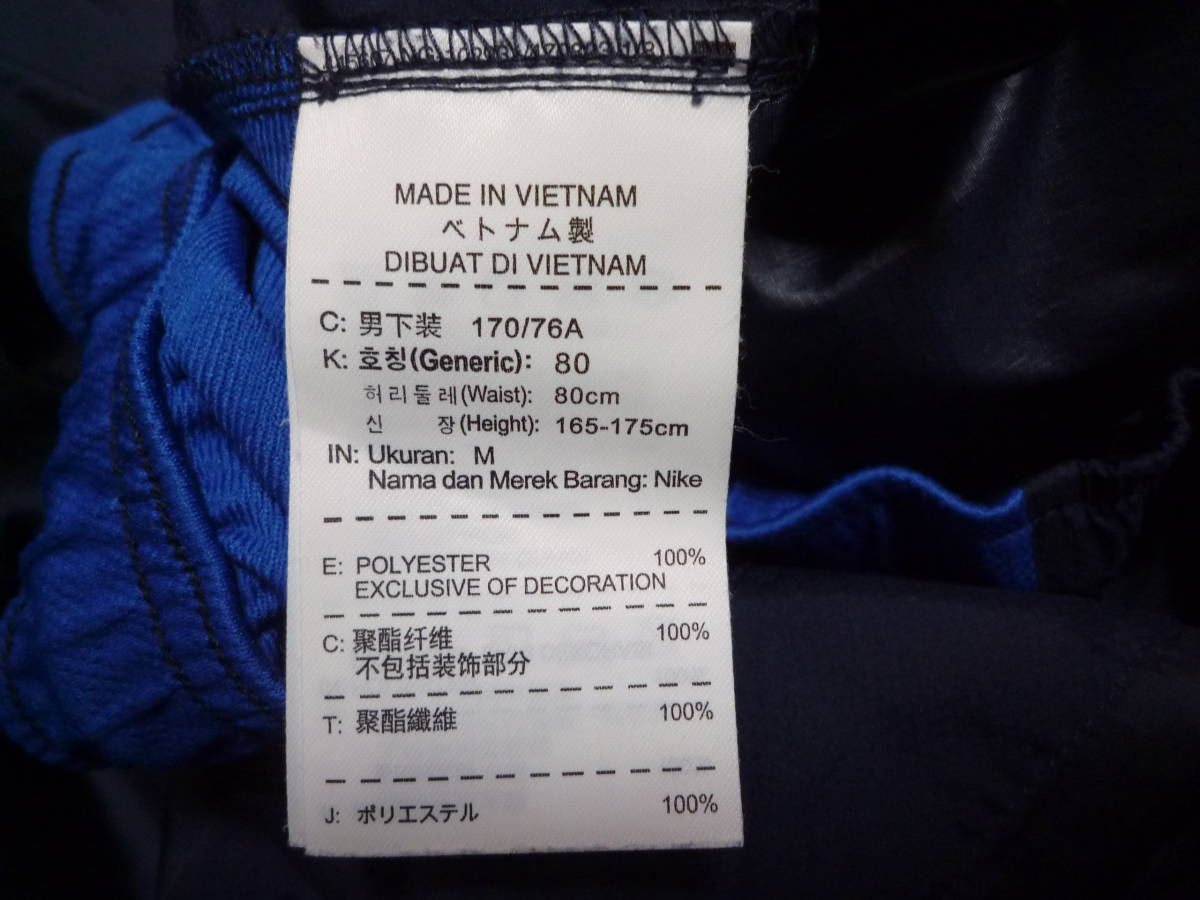 MADE IN VIETNAM
ベトナム製
DIBUAT DI VIETNAM
C: 男下装 170/76A
K: 호칭(Generic): 80
허리둘레(Waist): 80cm
신 장(Height): 165-175cm
IN: Ukuran: M
Nama dan Merek Barang: Nike
E: POLYESTER 100%
EXCLUSIVE OF DECORATION
C: 聚酯纤维 100%
不包括装饰部分
T: 聚酯纖維 100%
J: ポリエステル 100%